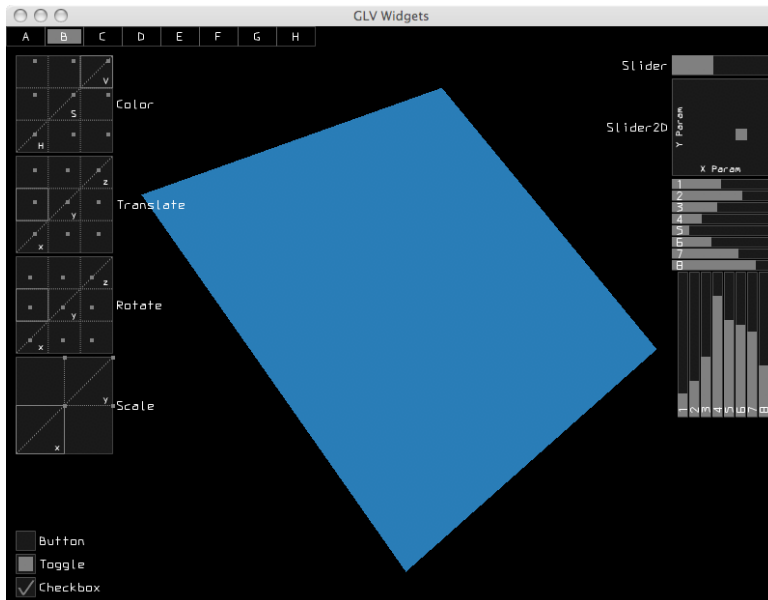 GLV Widgets
A B C D E F G H
V
S
H
Color
z
y
x
Translate
z
y
x
Rotate
y
x
Scale
Button
Toggle
Checkbox
Slider
Slider2D
Y Param
X Param
1
2
3
4
5
6
7
8
1 2 3 4 5 6 7 8